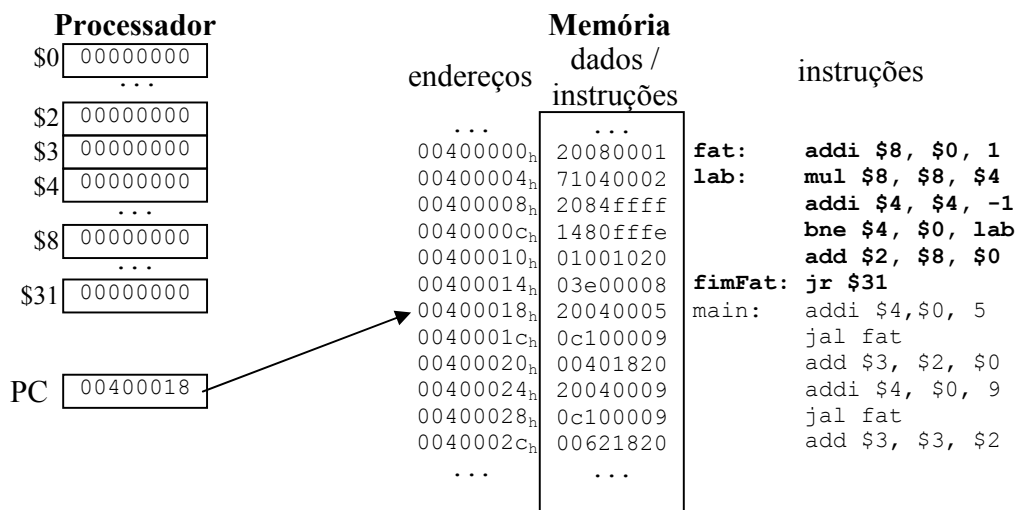 Processador
$0 00000000
...
$2 00000000
$3 00000000
$4 00000000
...
$8 00000000
...
$31 00000000
PC 00400018
Memória
endereços dados / instruções
instruções
... ...
00400000h 20080001 fat: addi $8, $0, 1
00400004h 71040002 lab: mul $8, $8, $4
00400008h 2084ffff addi $4, $4, -1
0040000ch 1480fffe bne $4, $0, lab
00400010h 01001020 add $2, $8, $0
00400014h 03e00008 fimFat: jr $31
00400018h 20040005 main: addi $4,$0, 5
0040001ch 0c100009 jal fat
00400020h 00401820 add $3, $2, $0
00400024h 20040009 addi $4, $0, 9
00400028h 0c100009 jal fat
0040002ch 00621820 add $3, $3, $2
... ...